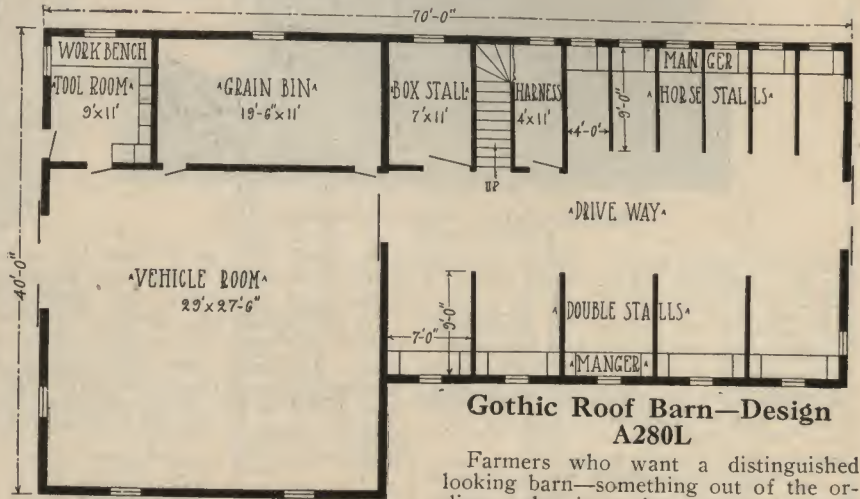 70'-0"
WORK BENCH
TOOL ROOM
9'x11'
GRAIN BIN
19'-6"x11'
BOX STALL
7'x11'
UP
HARNESS
4'x11'
4'-0"
9'-0"
MANGER
HORSE STALLS
DRIVE WAY
40'-0"
VEHICLE ROOM
29'x27'-6"
7'-0"
9'-0"
DOUBLE STALLS
MANGER
Gothic Roof Barn—Design
A280L
Farmers who want a distinguished
looking barn—something out of the or-